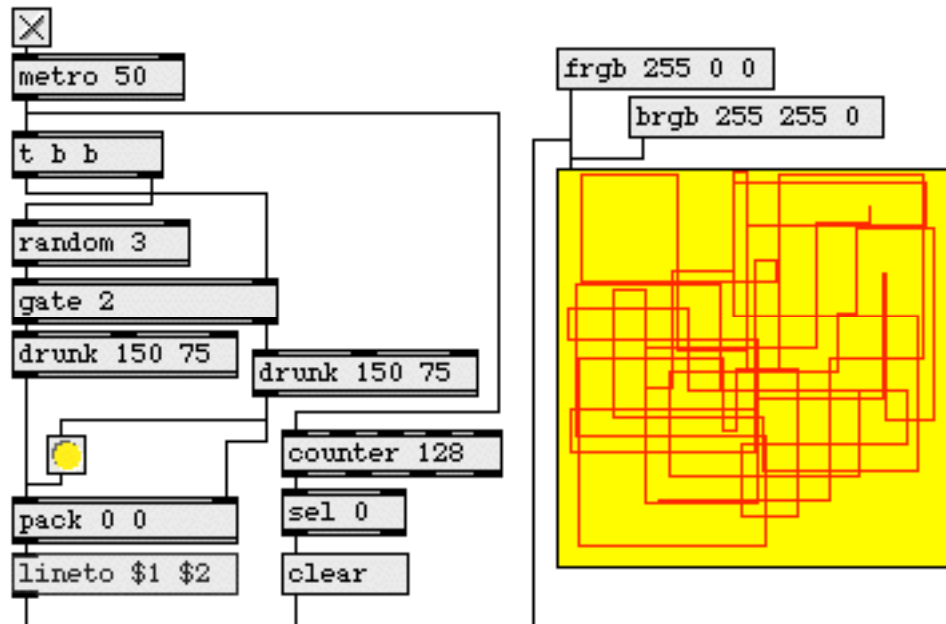 metro 50
t b b
random 3
gate 2
drunk 150 75
drunk 150 75
counter 128
sel 0
pack 0 0
lineto $1 $2
clear
frgb 255 0 0
brgb 255 255 0